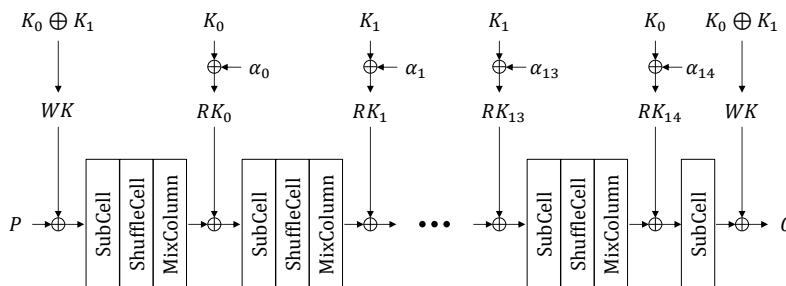 K₀ ⊕ K₁ K₀ K₁ K₁ K₀ K₀ ⊕ K₁
α₀ α₁ α₁₃ α₁₄
WK RK₀ RK₁ RK₁₃ RK₁₄ WK
P SubCell ShuffleCell MixColumn SubCell ShuffleCell MixColumn ••• SubCell ShuffleCell MixColumn SubCell